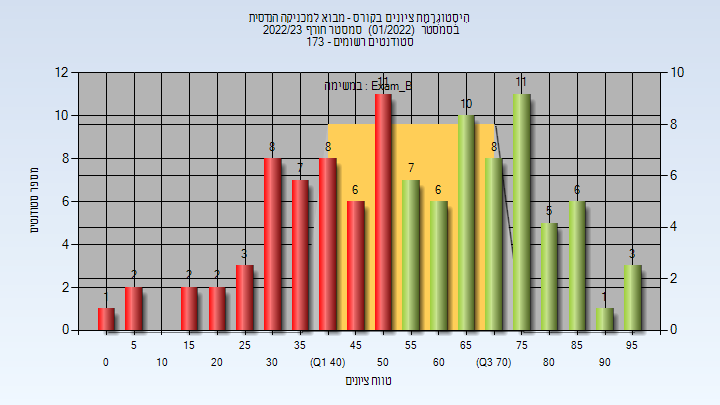 היסטוגרמת ציונים בקורס - מבוא למכניקה הנדסית
בסמסטר (01/2022) סמסטר חורף 2022/23
סטודנטים רשומים - 173
במשימה : Exam_B
מספר סטודנטים
12 10 8 6 4 2 0
10 8 6 4 2 0
1 2 2 2 3 8 7 8 6 11 7 6 10 8 11 5 6 1 3
5 15 25 35 45 55 65 75 85 95
0 10 20 30 (Q1 40) 50 60 (Q3 70) 80 90
טווח ציונים